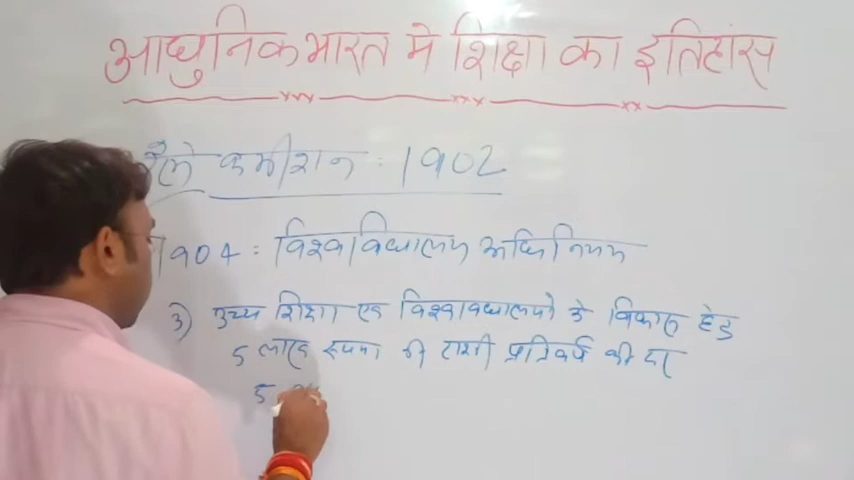 आधुनिक भारत मे शिक्षा का इतिहास
रैले कमीशन : 1902
1904 : विश्वविद्यालय अधिनियम
3) उच्च शिक्षा एवं विश्वविद्यालयो के विकास हेतु
5 लाख रूपया की राशी प्रतिवर्ष की दर
5